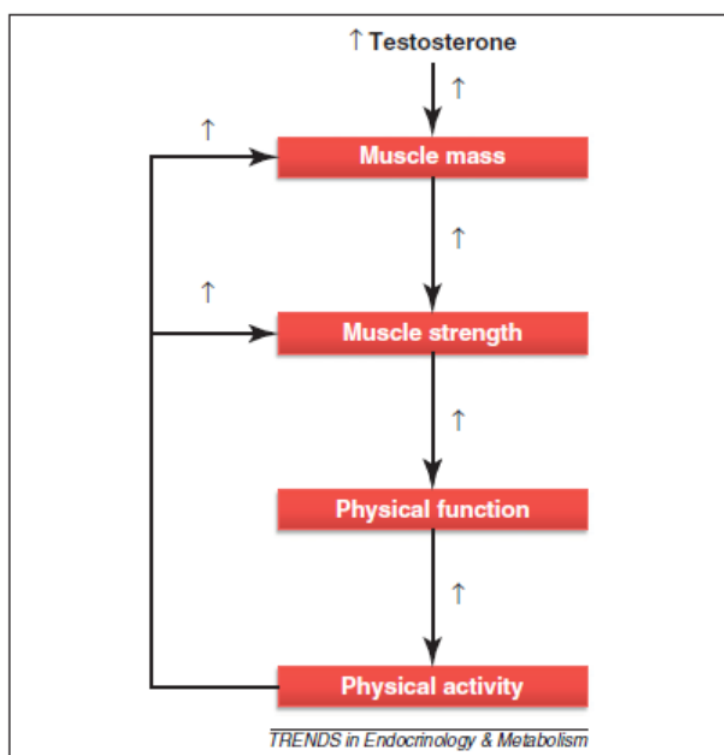 ↑ Testosterone
↑
↑
Muscle mass
↑
↑
Muscle strength
↑
Physical function
↑
Physical activity
TRENDS in Endocrinology & Metabolism